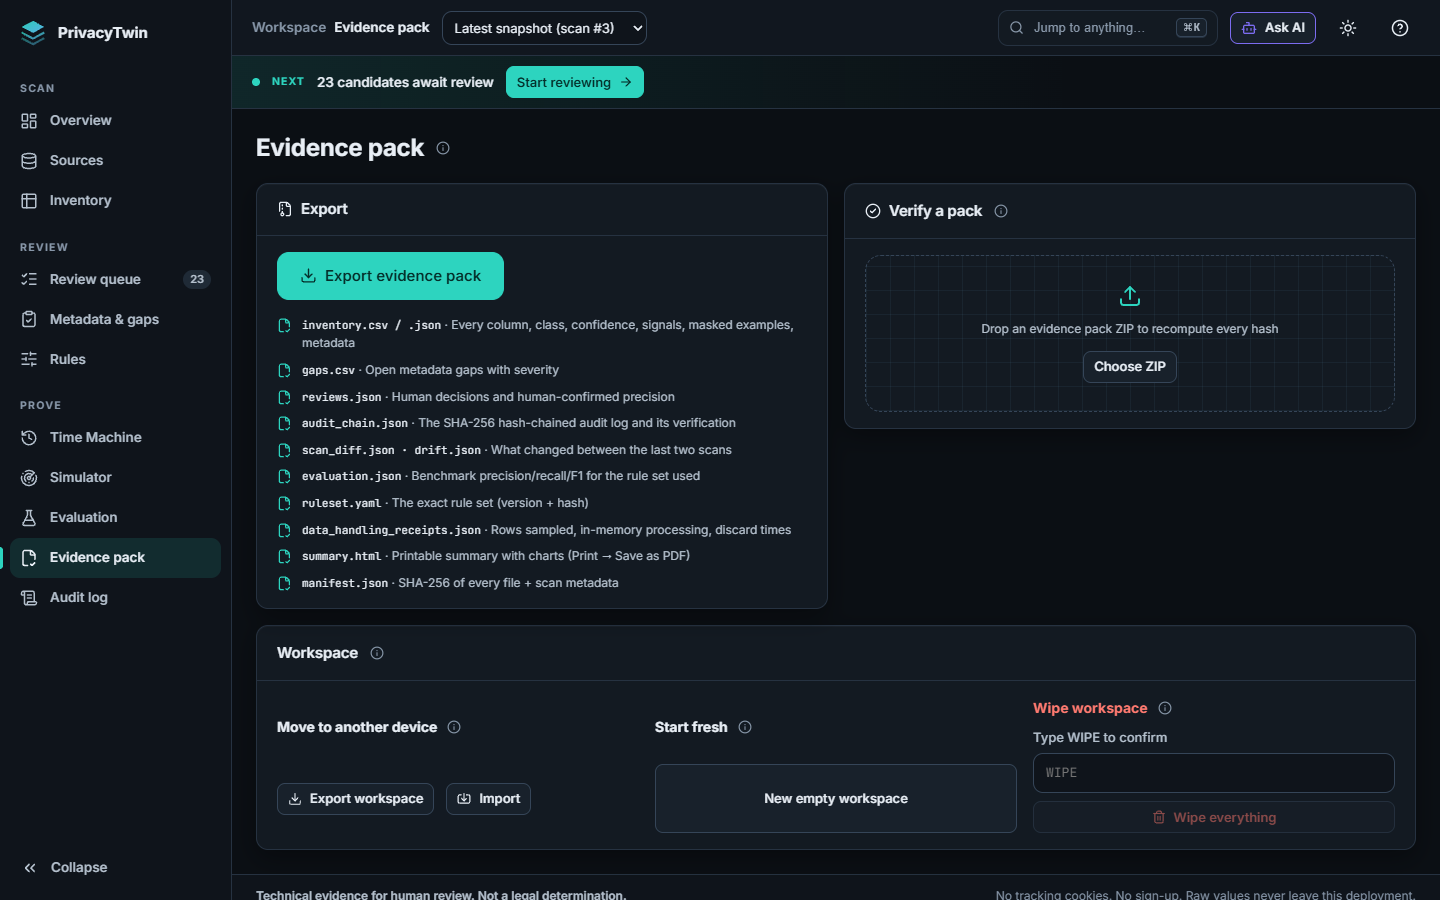 PrivacyTwin
SCAN
Overview
Sources
Inventory
REVIEW
Review queue 23
Metadata & gaps
Rules
PROVE
Time Machine
Simulator
Evaluation
Evidence pack
Audit log
Collapse
Workspace Evidence pack Latest snapshot (scan #3) Jump to anything... ⌘K Ask AI
NEXT 23 candidates await review Start reviewing →
Evidence pack
Export
Export evidence pack
inventory.csv / .json · Every column, class, confidence, signals, masked examples,
metadata
gaps.csv · Open metadata gaps with severity
reviews.json · Human decisions and human-confirmed precision
audit_chain.json · The SHA-256 hash-chained audit log and its verification
scan_diff.json · drift.json · What changed between the last two scans
evaluation.json · Benchmark precision/recall/F1 for the rule set used
ruleset.yaml · The exact rule set (version + hash)
data_handling_receipts.json · Rows sampled, in-memory processing, discard times
summary.html · Printable summary with charts (Print → Save as PDF)
manifest.json · SHA-256 of every file + scan metadata
Verify a pack
Drop an evidence pack ZIP to recompute every hash
Choose ZIP
Workspace
Move to another device
Export workspace Import
Start fresh
New empty workspace
Wipe workspace
Type WIPE to confirm
WIPE
Wipe everything
Technical evidence for human review. Not a legal determination.
No tracking cookies. No sign-up. Raw values never leave this deployment.